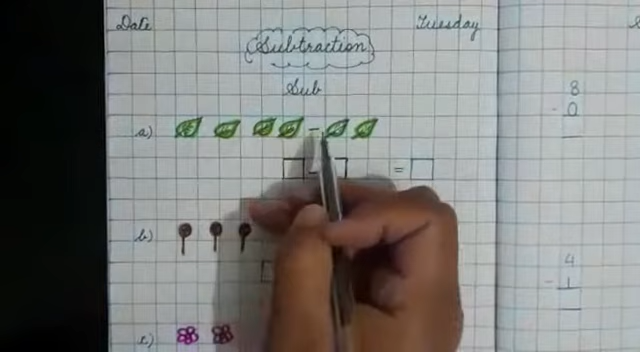 Date Tuesday
Subtraction
Sub
a) -
=
b)
c)
8
- 0
4
- 1